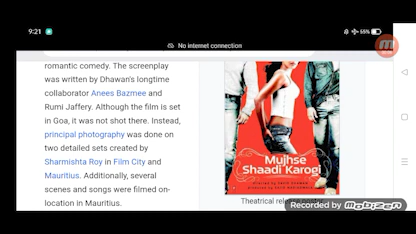 9:21
55%
No internet connection
romantic comedy. The screenplay
was written by Dhawan's longtime
collaborator Anees Bazmee and
Rumi Jaffery. Although the film is set
in Goa, it was not shot there. Instead,
principal photography was done on
two detailed sets created by
Sharmishta Roy in Film City and
Mauritius. Additionally, several
scenes and songs were filmed on-
location in Mauritius.
Mujhse
Shaadi Karogi
Theatrical release poster
Recorded by mobizen